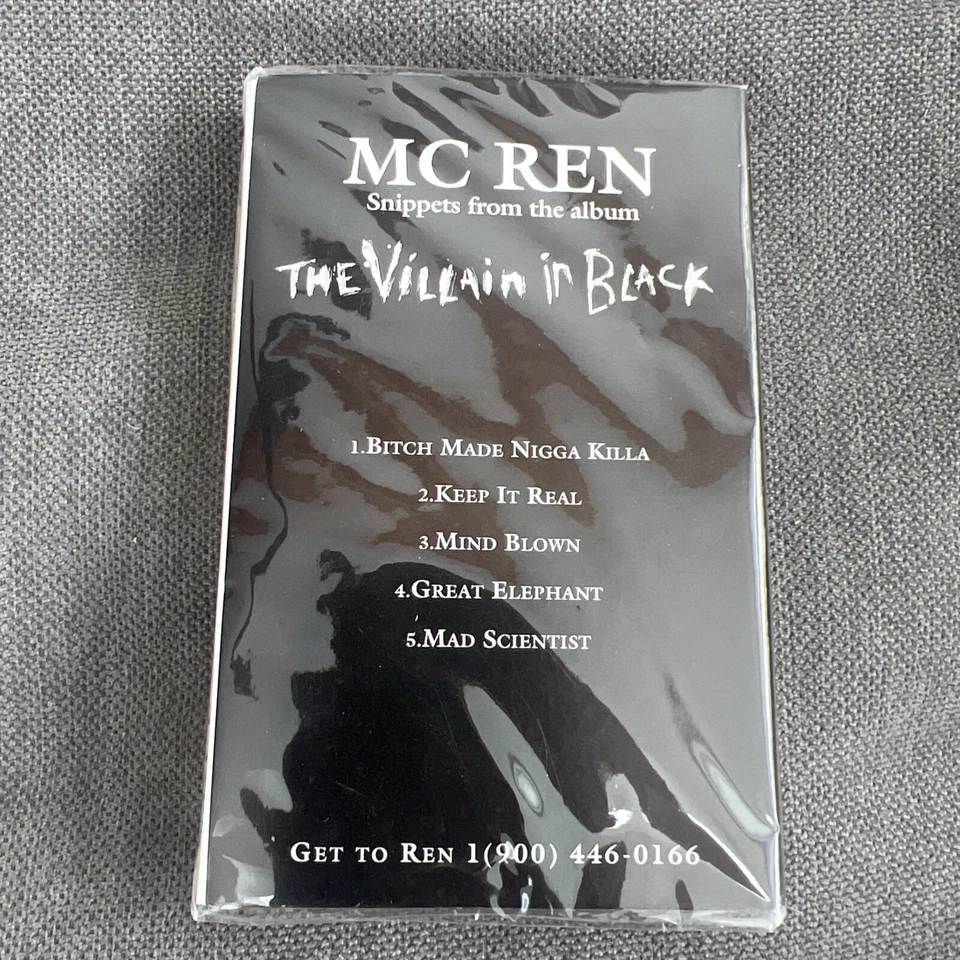 MC REN
Snippets from the album
THE VILLAIN in BLACK
1.BITCH MADE NIGGA KILLA
2.KEEP IT REAL
3.MIND BLOWN
4.GREAT ELEPHANT
5.MAD SCIENTIST
GET TO REN 1(900) 446-0166